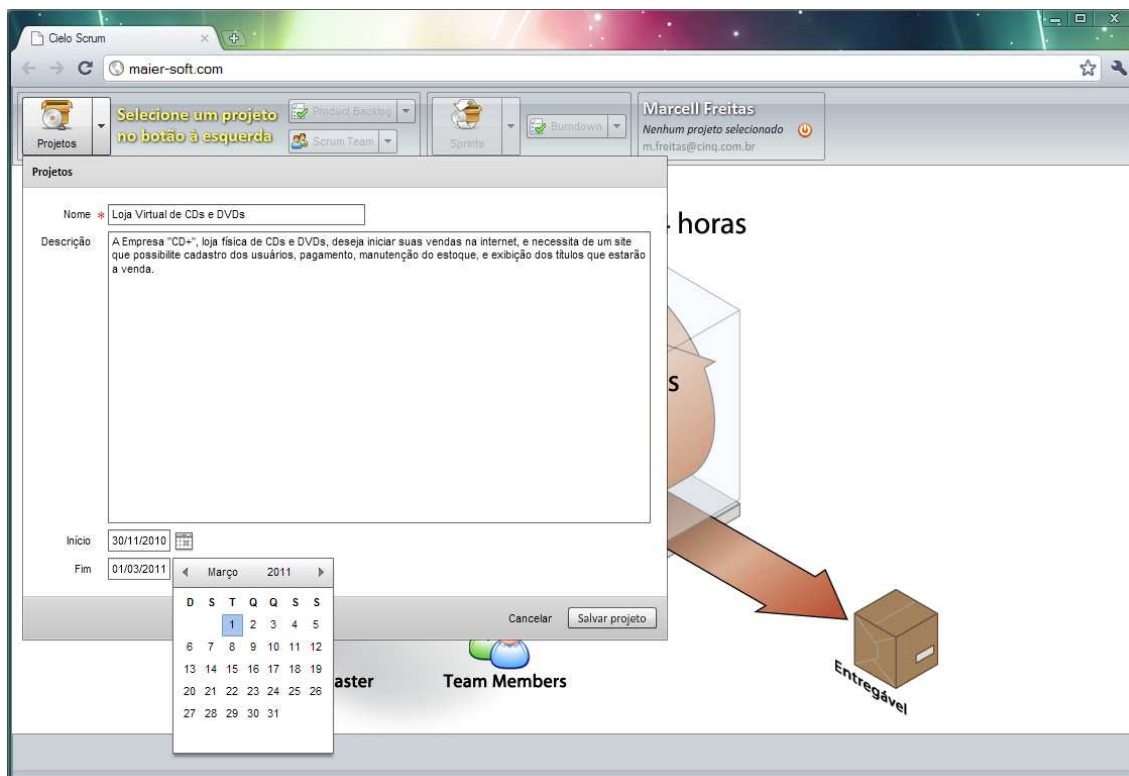 Cielo Scrum
maier-soft.com
Projetos
Selecione um projeto
no botão à esquerda
Product Backlog
Scrum Team
Sprints
Burndown
Marcell Freitas
Nenhum projeto selecionado
m.freitas@cinq.com.br
Projetos
Nome * Loja Virtual de CDs e DVDs
Descrição
A Empresa "CD+", loja física de CDs e DVDs, deseja iniciar suas vendas na internet, e necessita de um site
que possibilite cadastro dos usuários, pagamento, manutenção do estoque, e exibição dos títulos que estarão
a venda.
horas
s
Início 30/11/2010
Fim 01/03/2011
Março 2011
D S T Q Q S S
1 2 3 4 5
6 7 8 9 10 11 12
13 14 15 16 17 18 19
20 21 22 23 24 25 26
27 28 29 30 31
Cancelar Salvar projeto
aster
Team Members
Entregável